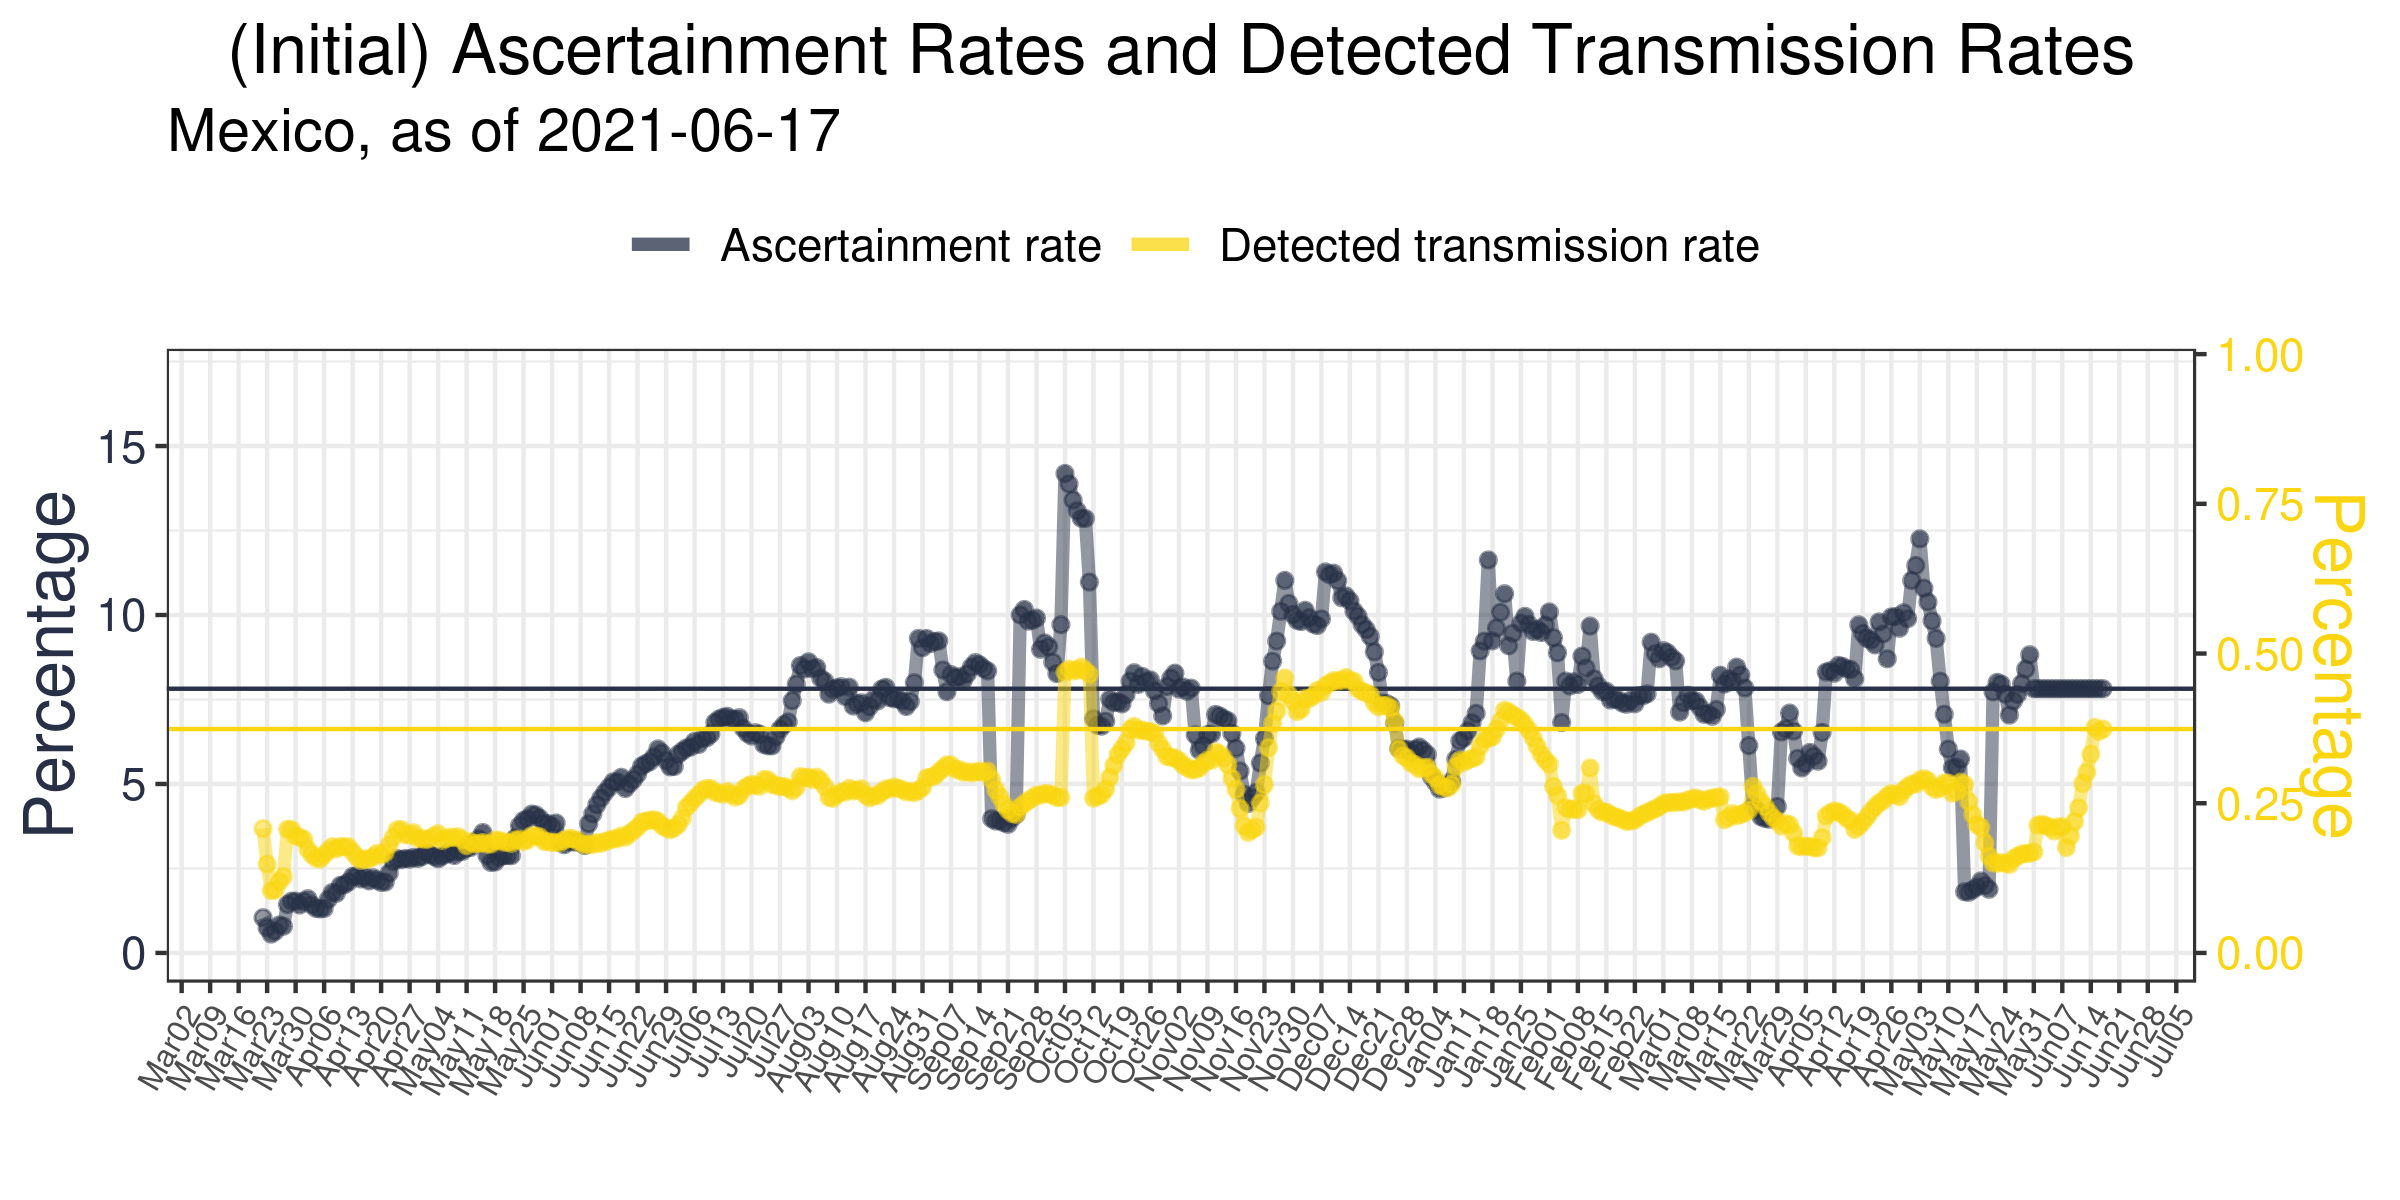 (Initial) Ascertainment Rates and Detected Transmission Rates
Mexico, as of 2021-06-17
Ascertainment rate
Detected transmission rate
Percentage
15
10
5
0
1.00
0.75
0.50
0.25
0.00
Percentage
Mar02
Mar09
Mar16
Mar23
Mar30
Apr06
Apr13
Apr20
Apr27
May04
May11
May18
May25
Jun01
Jun08
Jun15
Jun22
Jun29
Jul06
Jul13
Jul20
Jul27
Aug03
Aug10
Aug17
Aug24
Aug31
Sep07
Sep14
Sep21
Sep28
Oct05
Oct12
Oct19
Oct26
Nov02
Nov09
Nov16
Nov23
Nov30
Dec07
Dec14
Dec21
Dec28
Jan04
Jan11
Jan18
Jan25
Feb01
Feb08
Feb15
Feb22
Mar01
Mar08
Mar15
Mar22
Mar29
Apr05
Apr12
Apr19
Apr26
May03
May10
May17
May24
May31
Jun07
Jun14
Jun21
Jun28
Jul05